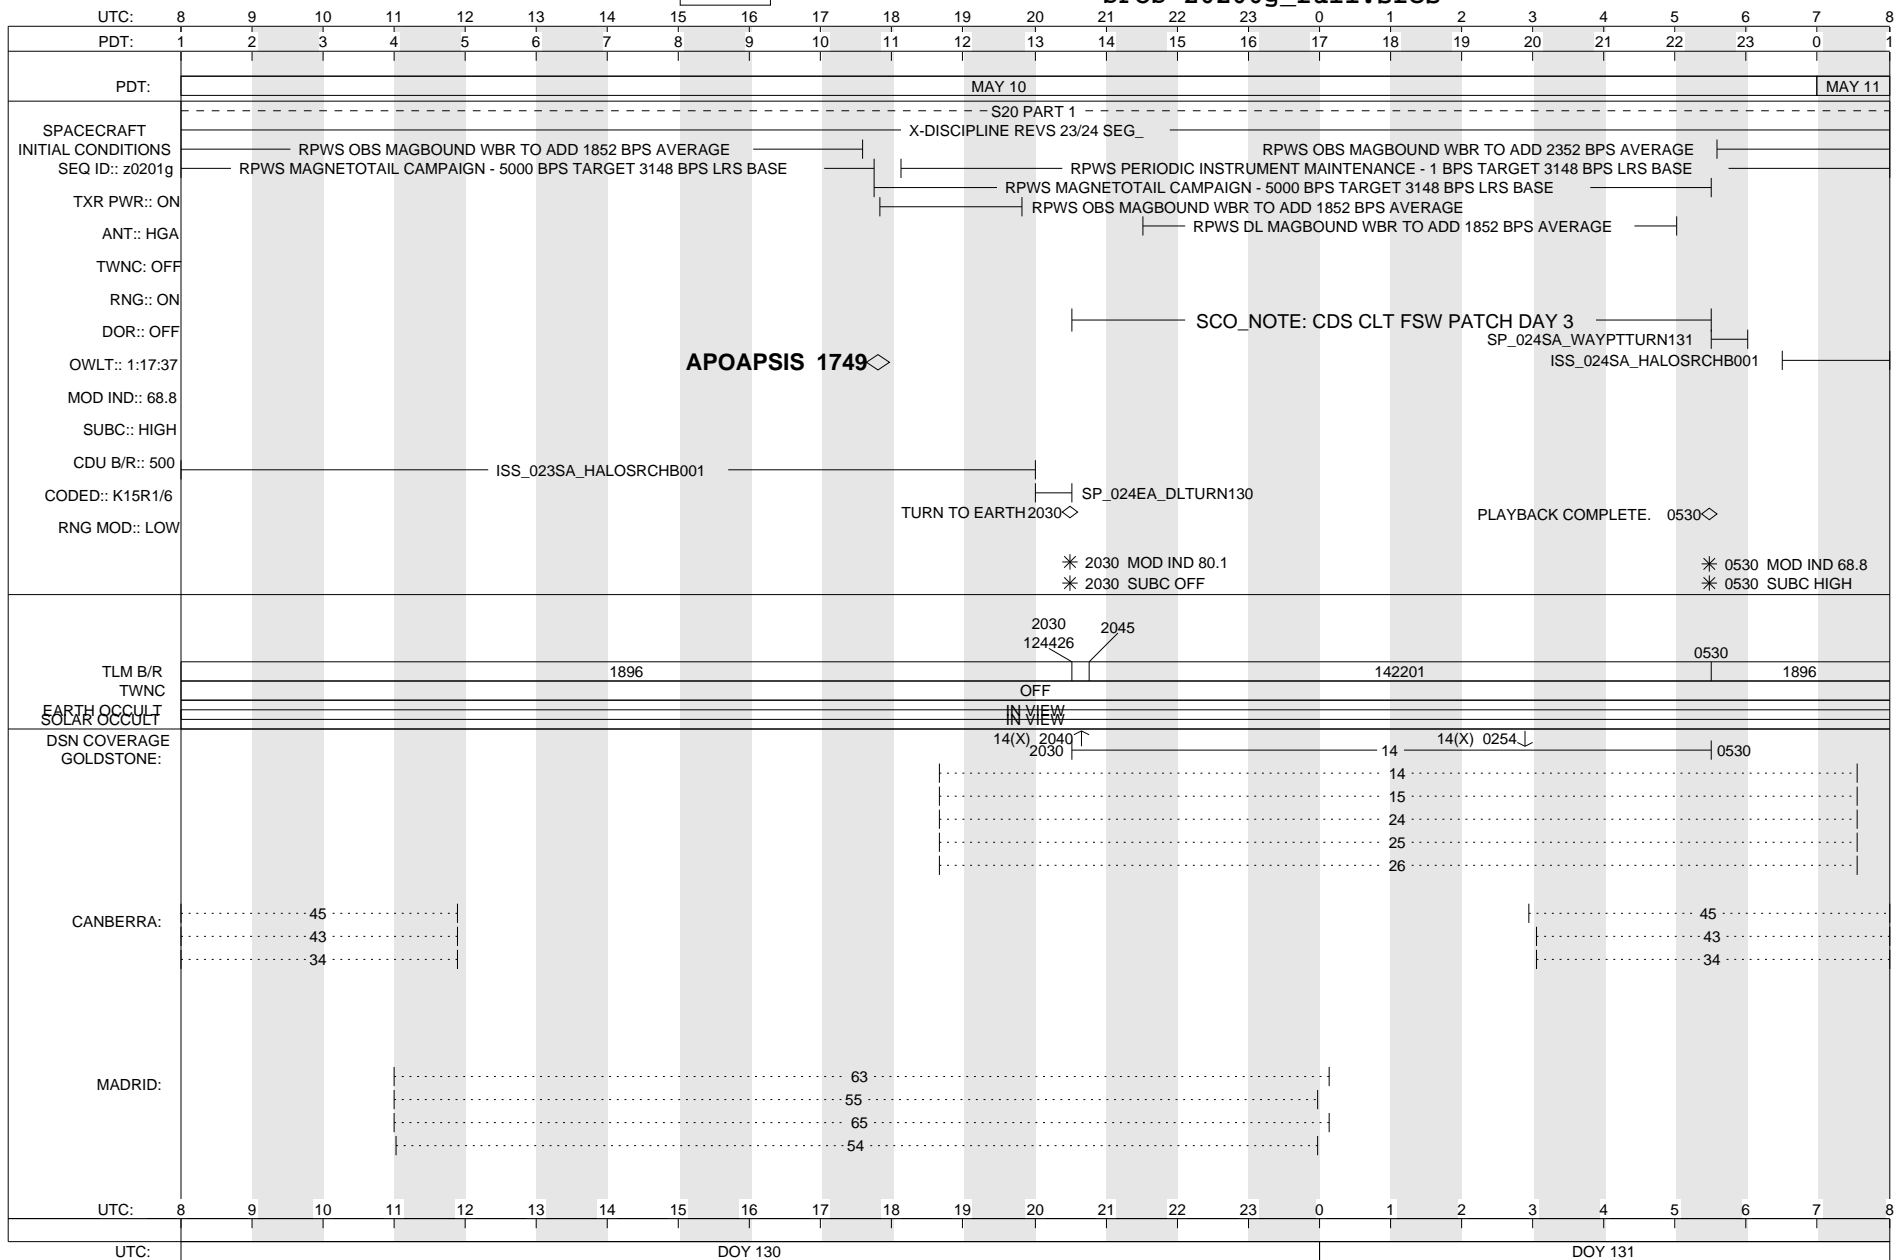 UTC: 8 9 10 11 12 13 14 15 16 17 18 19 20 21 22 23 0 1 2 3 4 5 6 7 8
PDT: 1 2 3 4 5 6 7 8 9 10 11 12 13 14 15 16 17 18 19 20 21 22 23 0 1
PDT: MAY 10 MAY 11
S20 PART 1
SPACECRAFT X-DISCIPLINE REVS 23/24 SEG_
INITIAL CONDITIONS RPWS OBS MAGBOUND WBR TO ADD 1852 BPS AVERAGE RPWS OBS MAGBOUND WBR TO ADD 2352 BPS AVERAGE
SEQ ID:: z0201g RPWS MAGNETOTAIL CAMPAIGN - 5000 BPS TARGET 3148 BPS LRS BASE RPWS PERIODIC INSTRUMENT MAINTENANCE - 1 BPS TARGET 3148 BPS LRS BASE
RPWS MAGNETOTAIL CAMPAIGN - 5000 BPS TARGET 3148 BPS LRS BASE
TXR PWR:: ON RPWS OBS MAGBOUND WBR TO ADD 1852 BPS AVERAGE
RPWS DL MAGBOUND WBR TO ADD 1852 BPS AVERAGE
ANT:: HGA
TWNC: OFF
RNG:: ON
SCO_NOTE: CDS CLT FSW PATCH DAY 3
DOR:: OFF SP_024SA_WAYPTTURN131
OWLT:: 1:17:37 APOAPSIS 1749 ISS_024SA_HALOSRCHB001
MOD IND:: 68.8
SUBC:: HIGH
CDU B/R:: 500 ISS_023SA_HALOSRCHB001
CODED:: K15R1/6 SP_024EA_DLTURN130
TURN TO EARTH 2030 PLAYBACK COMPLETE. 0530
RNG MOD:: LOW
2030 MOD IND 80.1 0530 MOD IND 68.8
2030 SUBC OFF 0530 SUBC HIGH
2030 2045
124426
0530
TLM B/R 1896 142201 1896
TWNC OFF
EARTH OCCULT IN VIEW
SOLAR OCCULT IN VIEW
DSN COVERAGE 14(X) 2040 14(X) 0254
GOLDSTONE: 2030 14 0530
14
15
24
25
26
CANBERRA: 45 45
43 43
34 34
MADRID: 63
55
65
54
UTC: 8 9 10 11 12 13 14 15 16 17 18 19 20 21 22 23 0 1 2 3 4 5 6 7 8
UTC: DOY 130 DOY 131